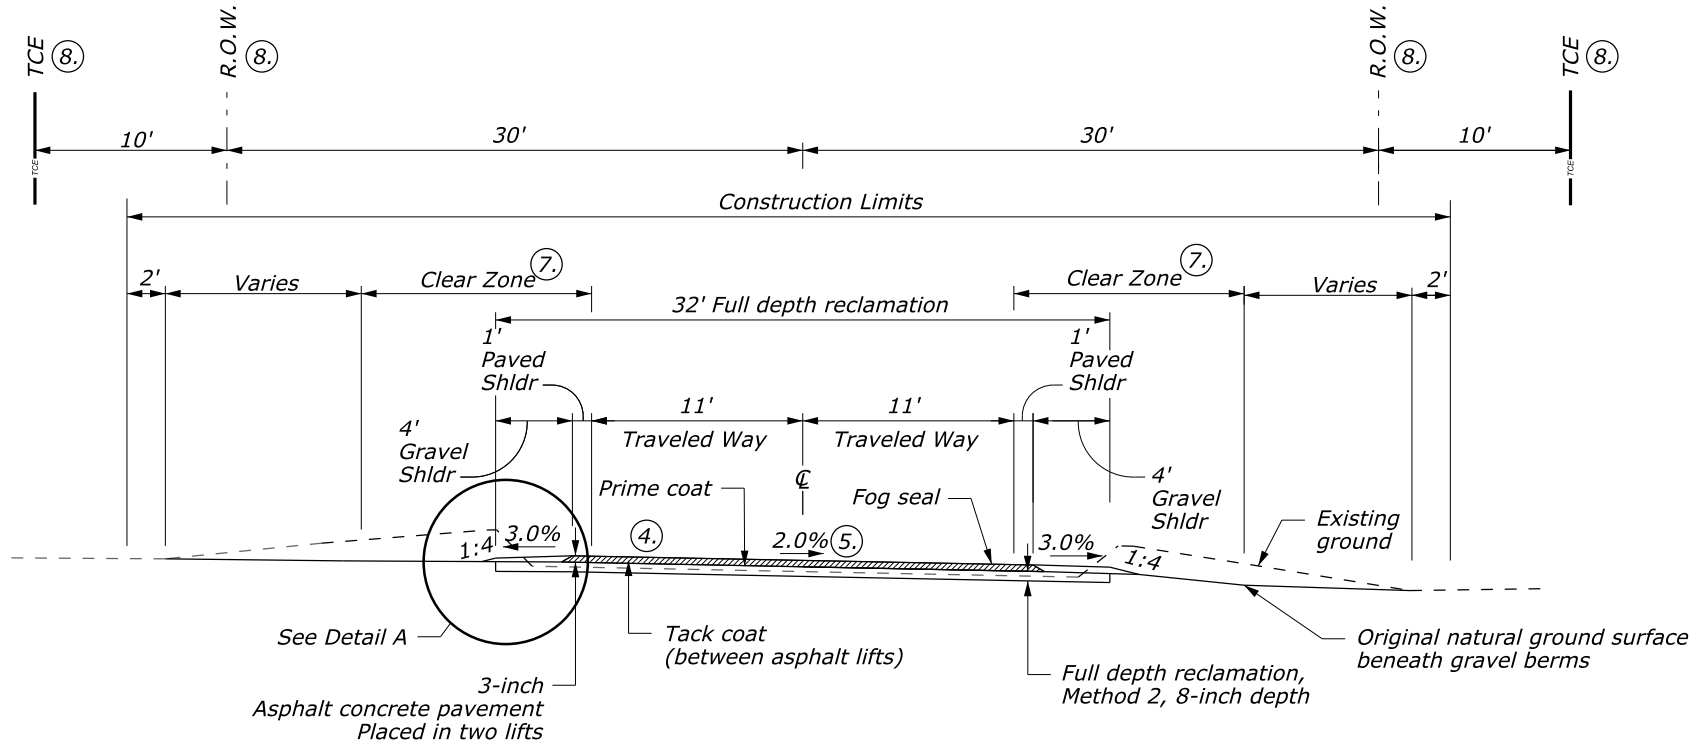 TCE 8.
R.O.W. 8.
R.O.W. 8.
TCE 8.
10'
30'
30'
10'
TCE
TCE
Construction Limits
2'
Varies
Clear Zone 7.
Clear Zone 7.
Varies
2'
32' Full depth reclamation
1'
Paved
Shldr
1'
Paved
Shldr
11'
Traveled Way
11'
Traveled Way
4'
Gravel
Shldr
4'
Gravel
Shldr
CL
Prime coat
Fog seal
Existing
ground
1:4
3.0%
4.
2.0% 5.
3.0%
1:4
See Detail A
Tack coat
(between asphalt lifts)
Original natural ground surface
beneath gravel berms
3-inch
Asphalt concrete pavement
Placed in two lifts
Full depth reclamation,
Method 2, 8-inch depth